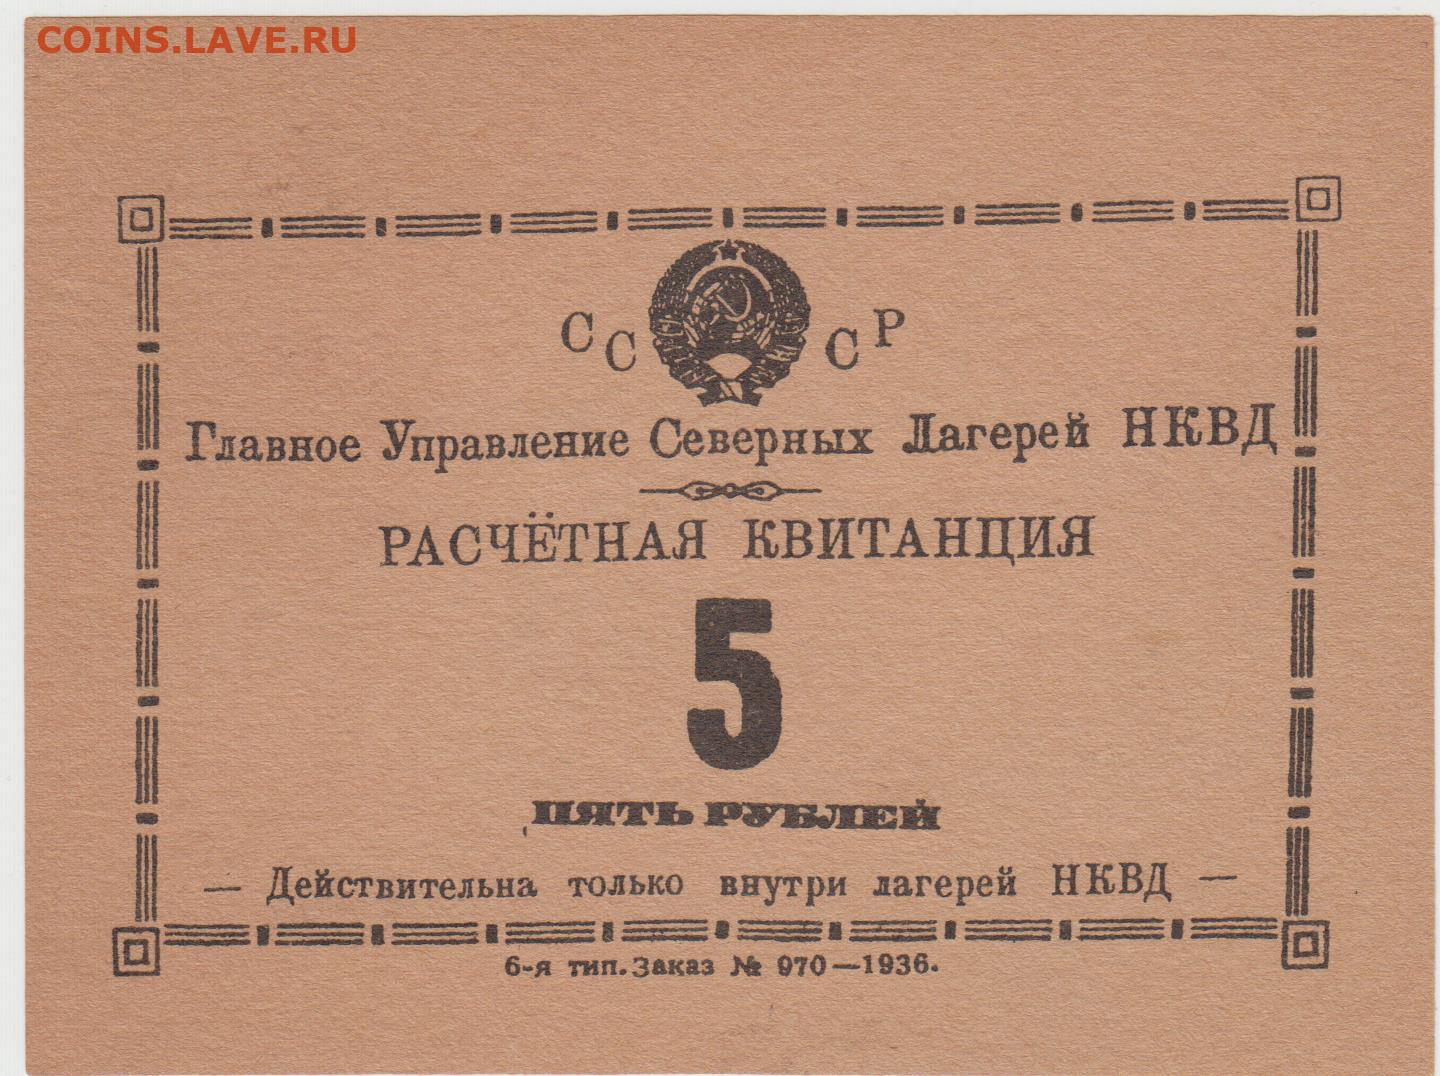 COINS.LAVE.RU
СССР
Главное Управление Северных Лагерей НКВД
РАСЧЁТНАЯ КВИТАНЦИЯ
5
ПЯТЬ РУБЛЕЙ
— Действительна только внутри лагерей НКВД —
6-я тип. Заказ № 970—1936.